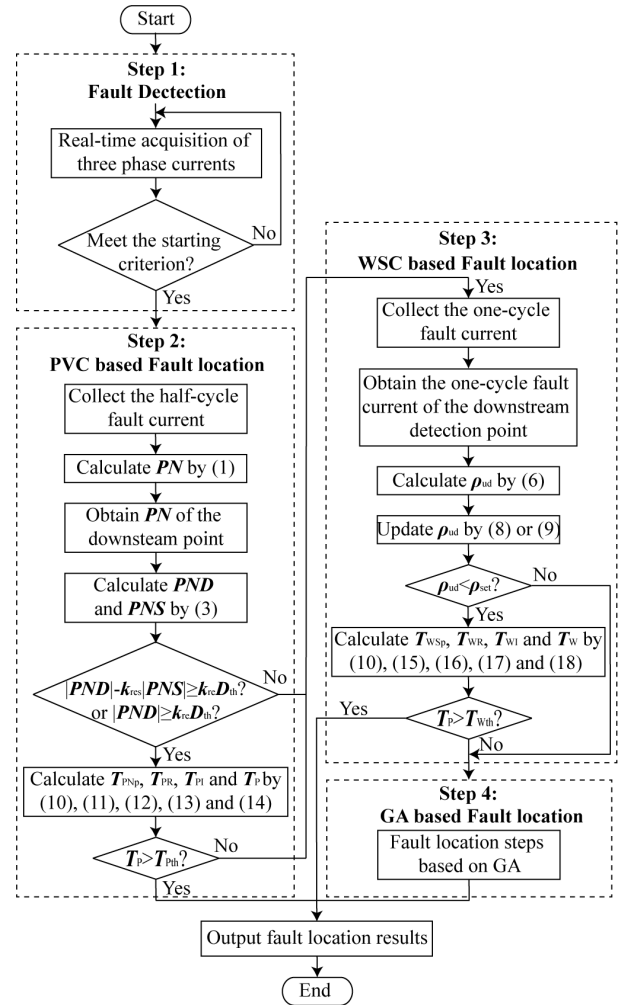 Start
Step 1:
Fault Dectection
Real-time acquisition of
three phase currents
Meet the starting
criterion?
No
Yes
Step 2:
PVC based Fault location
Collect the half-cycle
fault current
Calculate PN by (1)
Obtain PN of the
downsteam point
Calculate PND
and PNS by (3)
|PND|-kres|PNS|≥kreDth?
or |PND|≥kreDth?
No
Yes
Calculate TPNp, TPR, TPI and TP by
(10), (11), (12), (13) and (14)
TP>TPth?
No
Yes
Step 3:
WSC based Fault location
Yes
Collect the one-cycle
fault current
Obtain the one-cycle fault
current of the downstream
detection point
Calculate ρud by (6)
Update ρud by (8) or (9)
ρud<ρset?
No
Yes
Calculate TWSp, TWR, TWI and TW by
(10), (15), (16), (17) and (18)
TP>TWth?
Yes
No
Step 4:
GA based Fault location
Fault location steps
based on GA
Output fault location results
End